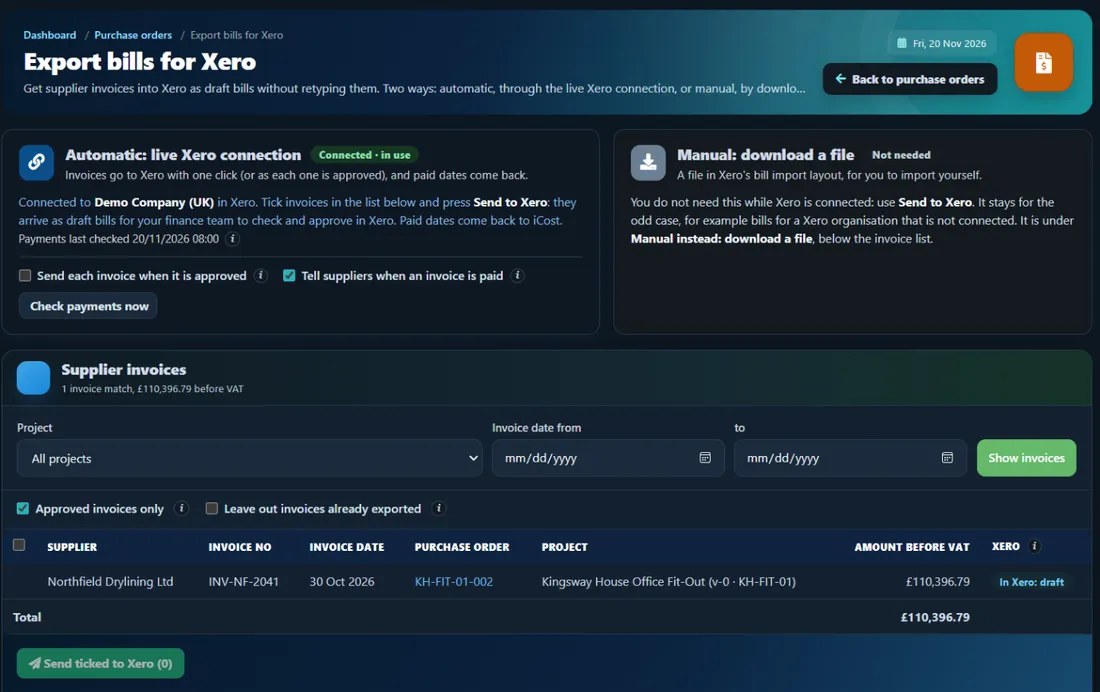 Dashboard / Purchase orders / Export bills for Xero
Export bills for Xero
Get supplier invoices into Xero as draft bills without retyping them. Two ways: automatic, through the live Xero connection, or manual, by downlo...
Fri, 20 Nov 2026
Back to purchase orders
Automatic: live Xero connection
Connected · in use
Invoices go to Xero with one click (or as each one is approved), and paid dates come back.
Connected to Demo Company (UK) in Xero. Tick invoices in the list below and press Send to Xero: they
arrive as draft bills for your finance team to check and approve in Xero. Paid dates come back to iCost.
Payments last checked 20/11/2026 08:00 i
Send each invoice when it is approved i
Tell suppliers when an invoice is paid i
Check payments now
Manual: download a file
Not needed
A file in Xero's bill import layout, for you to import yourself.
You do not need this while Xero is connected: use Send to Xero. It stays for the
odd case, for example bills for a Xero organisation that is not connected. It is under
Manual instead: download a file, below the invoice list.
Supplier invoices
1 invoice match, £110,396.79 before VAT
Project
Invoice date from
to
All projects
mm/dd/yyyy
mm/dd/yyyy
Show invoices
Approved invoices only i
Leave out invoices already exported i
SUPPLIER INVOICE NO INVOICE DATE PURCHASE ORDER PROJECT AMOUNT BEFORE VAT XERO i
Northfield Drylining Ltd INV-NF-2041 30 Oct 2026 KH-FIT-01-002 Kingsway House Office Fit-Out (v-0 · KH-FIT-01) £110,396.79 In Xero: draft
Total £110,396.79
Send ticked to Xero (0)